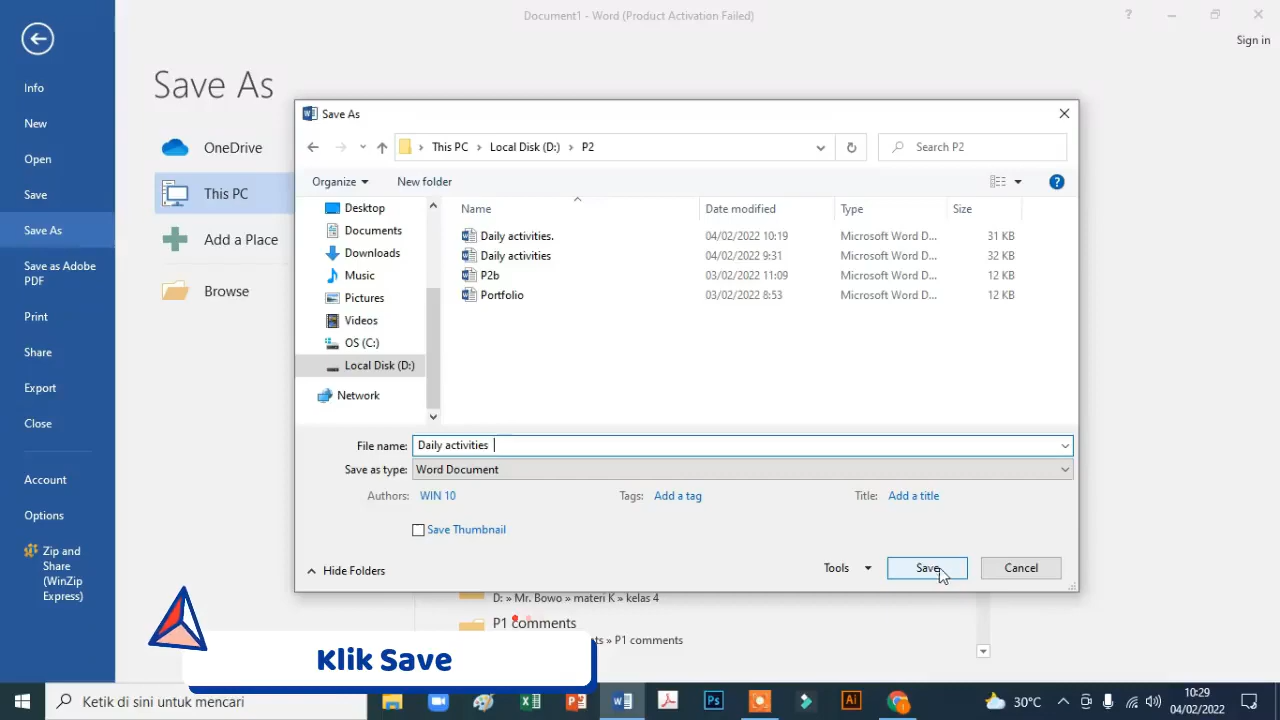 Document1 - Word (Product Activation Failed)
?
Sign in
Info
New
Open
Save
Save As
Save as Adobe
PDF
Print
Share
Export
Close
Account
Options
Zip and
Share
(WinZip
Express)
Save As
OneDrive
This PC
Add a Place
Browse
Save As
This PC
Local Disk (D:)
P2
Search P2
Organize
New folder
?
Desktop
Documents
Downloads
Music
Pictures
Videos
OS (C:)
Local Disk (D:)
Network
Name Date modified Type Size
Daily activities. 04/02/2022 10:19 Microsoft Word D... 31 KB
Daily activities 04/02/2022 9:31 Microsoft Word D... 32 KB
P2b 03/02/2022 11:09 Microsoft Word D... 12 KB
Portfolio 03/02/2022 8:53 Microsoft Word D... 12 KB
File name: Daily activities
Save as type: Word Document
Authors: WIN 10 Tags: Add a tag Title: Add a title
Save Thumbnail
Hide Folders
Tools
Save
Cancel
D: » Mr. Bowo » materi K » kelas 4
P1 comments
» P1 comments
Klik Save
Ketik di sini untuk mencari
Ps
Ai
30°C
10:29
04/02/2022